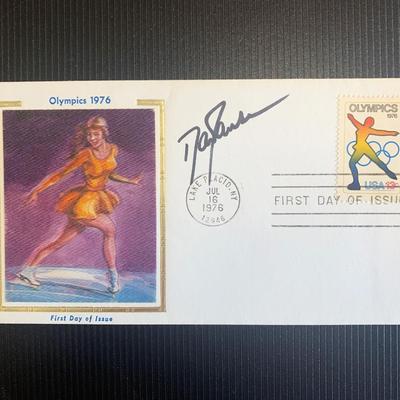 Olympics 1976
First Day of Issue
LAKE PLACID, NY
JUL
16
1976
12946
OLYMPICS
1976
USA 13c
FIRST DAY OF ISSUE